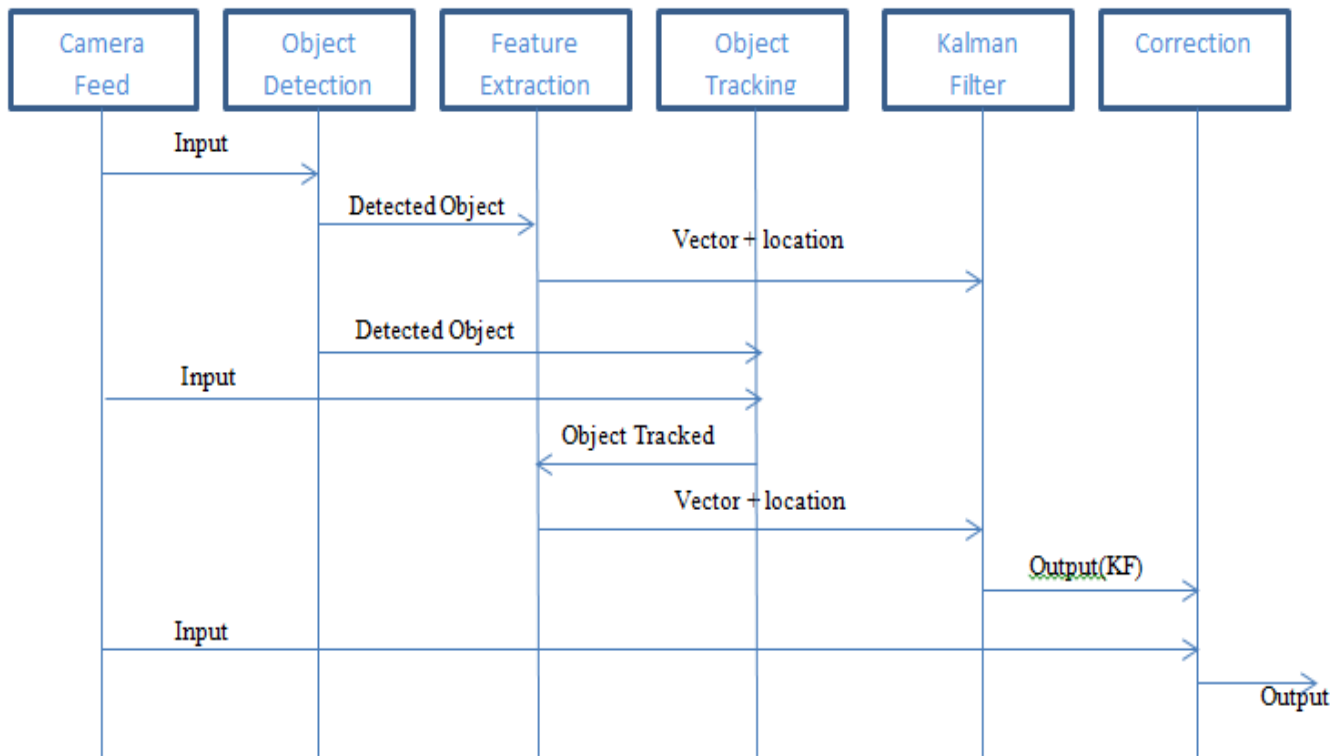 Camera
Feed
Object
Detection
Feature
Extraction
Object
Tracking
Kalman
Filter
Correction
Input
Detected Object
Vector + location
Detected Object
Input
Object Tracked
Vector + location
Output(KF)
Input
Output